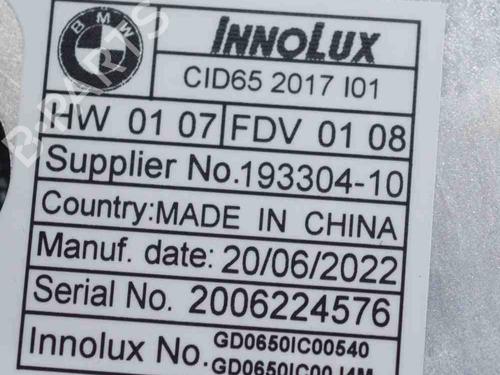 BMW
INNOLUX
CID65 2017 I01
HW 01 07 FDV 01 08
Supplier No.193304-10
Country:MADE IN CHINA
Manuf. date: 20/06/2022
Serial No. 2006224576
Innolux No. GD0650IC00540
B-PARTS